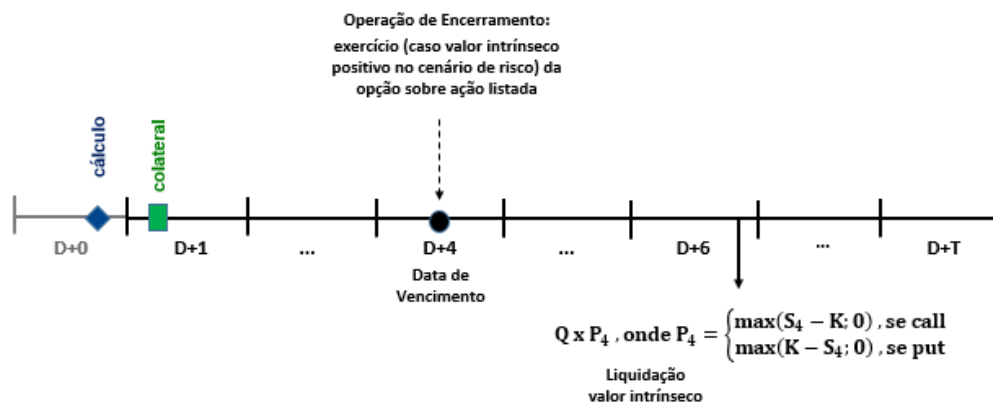 Operação de Encerramento:
exercício (caso valor intrínseco
positivo no cenário de risco) da
opção sobre ação listada
cálculo
colateral
D+0
D+1
...
D+4
...
D+6
...
D+T
Data de
Vencimento
Q x P₄ , onde P₄ = {max(S₄ − K; 0) , se call
max(K − S₄; 0) , se put
Liquidação
valor intrínseco